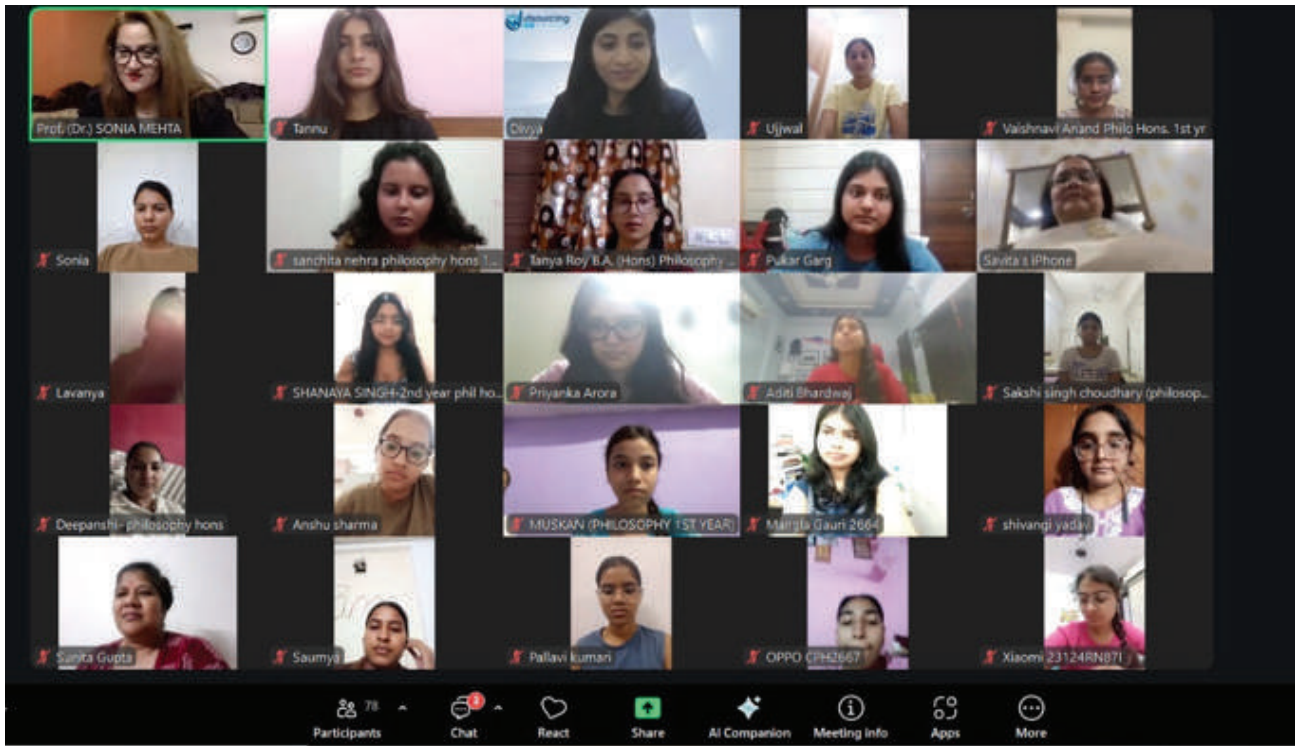 utsourcing
Prof. (Dr.) SONIA MEHTA
Tannu
Divya
Ujjwal
Vaishnavi Anand Philo Hons. 1st yr
Sonia
sanchita nehra philosophy hons 1...
Tanya Roy B.A. (Hons) Philosophy ...
Pulkar Garg
Savita's iPhone
Lavanya
SHANAYA SINGH-2nd year phil ho...
Priyanka Arora
Aditi Bhardwaj
Sakshi singh choudhary (philosop...
Deepanshi- philosophy hons
Anshu sharma
MUSKAN (PHILOSOPHY 1ST YEAR)
Mangla Gauri 2664
shivangi yadav
Sunita Gupta
Saumya
Pallavi kumari
OPPO CPH2667
Xiaomi 23124RN87I
78
2
Participants
Chat
React
Share
AI Companion
Meeting info
Apps
More